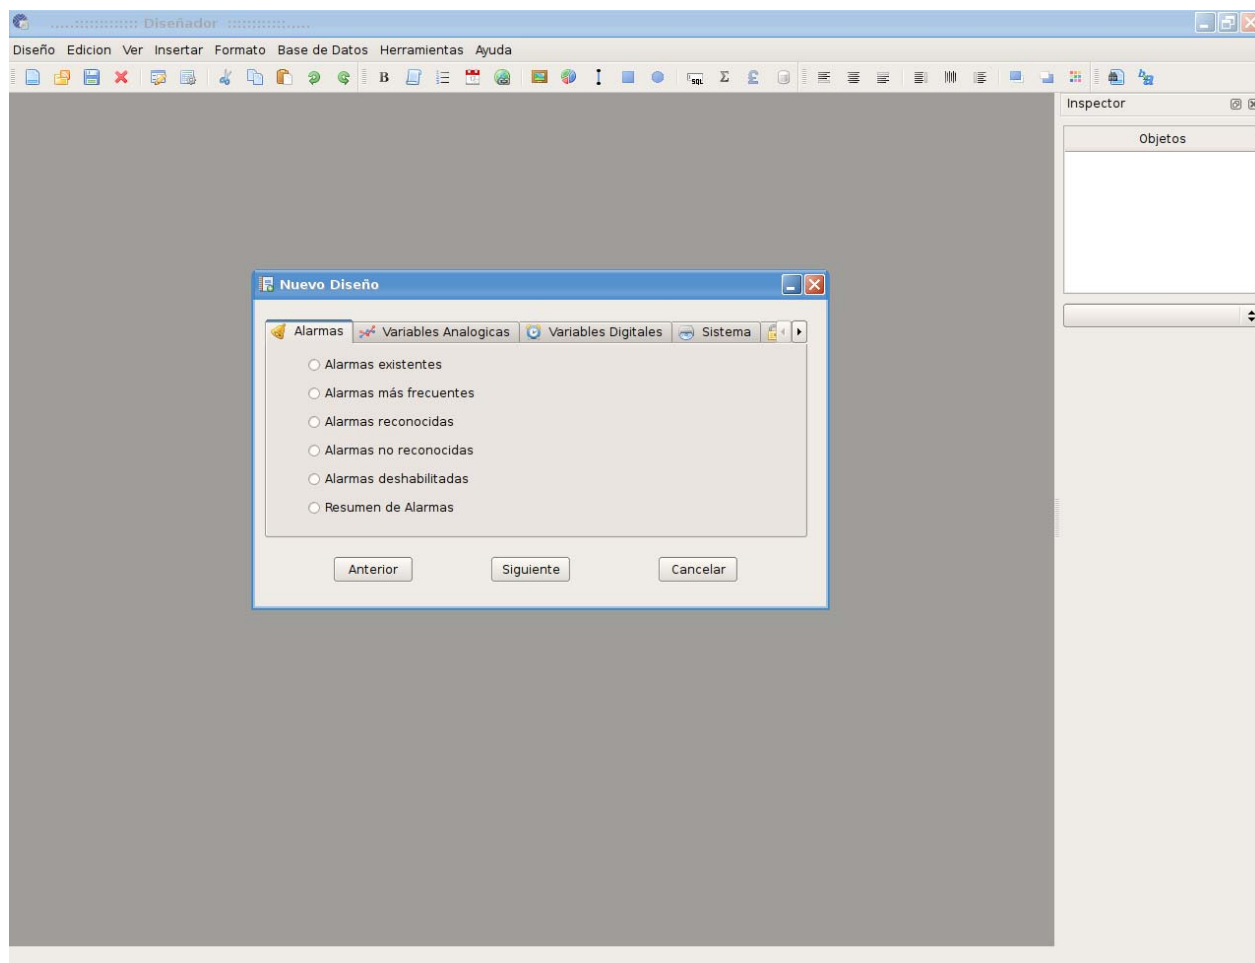 .....::::::::::::: Diseñador ::::::::::::.....
Diseño Edicion Ver Insertar Formato Base de Datos Herramientas Ayuda
B SQL Σ £
Inspector
Objetos
Nuevo Diseño
Alarmas Variables Analogicas Variables Digitales Sistema
Alarmas existentes
Alarmas más frecuentes
Alarmas reconocidas
Alarmas no reconocidas
Alarmas deshabilitadas
Resumen de Alarmas
Anterior Siguiente Cancelar